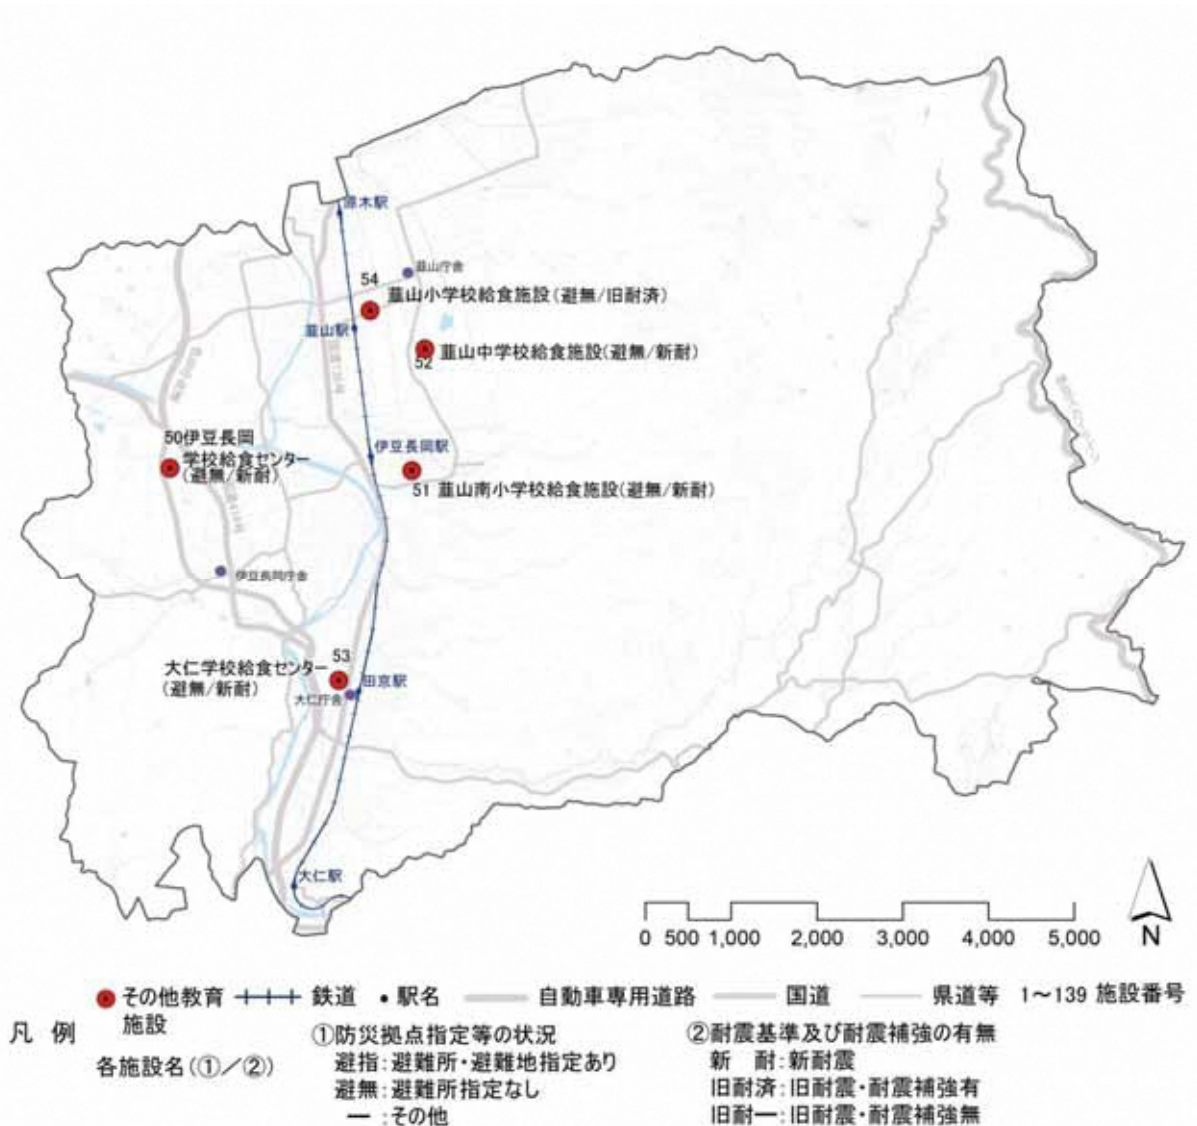 原木駅
韮山庁舎
54
韮山小学校給食施設(避無/旧耐済)
韮山駅
韮山中学校給食施設(避無/新耐)
52
50伊豆長岡
学校給食センター
(避無/新耐)
伊豆長岡駅
51 韮山南小学校給食施設(避無/新耐)
伊豆長岡庁舎
53
大仁学校給食センター
(避無/新耐)
田京駅
大仁庁舎
大仁駅
0 500 1,000 2,000 3,000 4,000 5,000
N
その他教育施設 鉄道 ・駅名 自動車専用道路 国道 県道等 1～139 施設番号
凡 例
各施設名(①/②)
①防災拠点指定等の状況
避指:避難所・避難地指定あり
避無:避難所指定なし
ー:その他
②耐震基準及び耐震補強の有無
新 耐:新耐震
旧耐済:旧耐震・耐震補強有
旧耐ー:旧耐震・耐震補強無